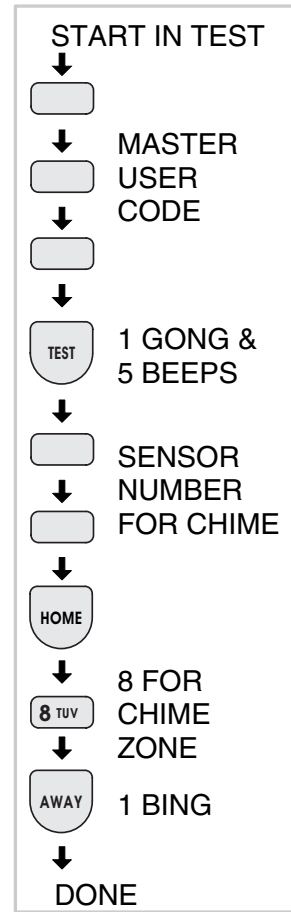 START IN TEST
MASTER
USER
CODE
TEST
1 GONG &
5 BEEPS
SENSOR
NUMBER
FOR CHIME
HOME
8 FOR
8 TUV
CHIME
ZONE
AWAY
1 BING
DONE